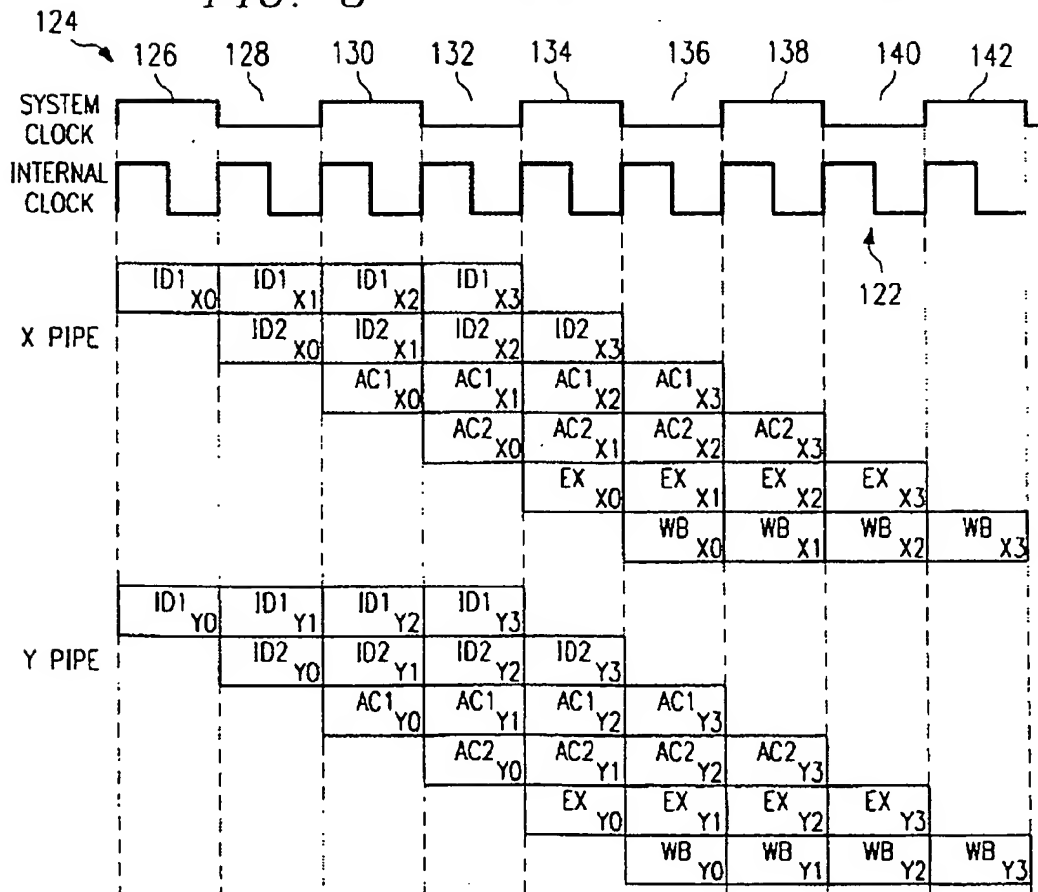 FIG.
124
126 128 130 132 134 136 138 140 142
SYSTEM
CLOCK
INTERNAL
CLOCK
122
X PIPE
ID1 X0 ID1 X1 ID1 X2 ID1 X3
ID2 X0 ID2 X1 ID2 X2 ID2 X3
AC1 X0 AC1 X1 AC1 X2 AC1 X3
AC2 X0 AC2 X1 AC2 X2 AC2 X3
EX X0 EX X1 EX X2 EX X3
WB X0 WB X1 WB X2 WB X3
Y PIPE
ID1 Y0 ID1 Y1 ID1 Y2 ID1 Y3
ID2 Y0 ID2 Y1 ID2 Y2 ID2 Y3
AC1 Y0 AC1 Y1 AC1 Y2 AC1 Y3
AC2 Y0 AC2 Y1 AC2 Y2 AC2 Y3
EX Y0 EX Y1 EX Y2 EX Y3
WB Y0 WB Y1 WB Y2 WB Y3